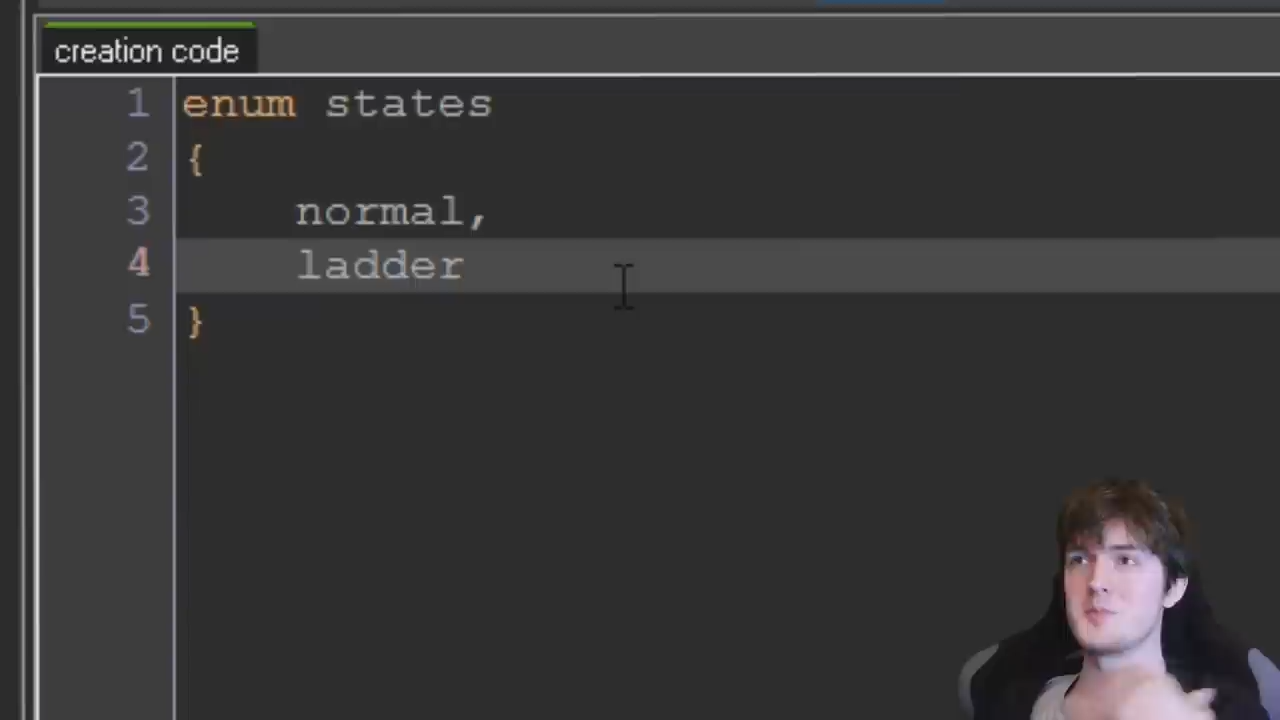 creation code
1 enum states
2 {
3 normal,
4 ladder
5 }